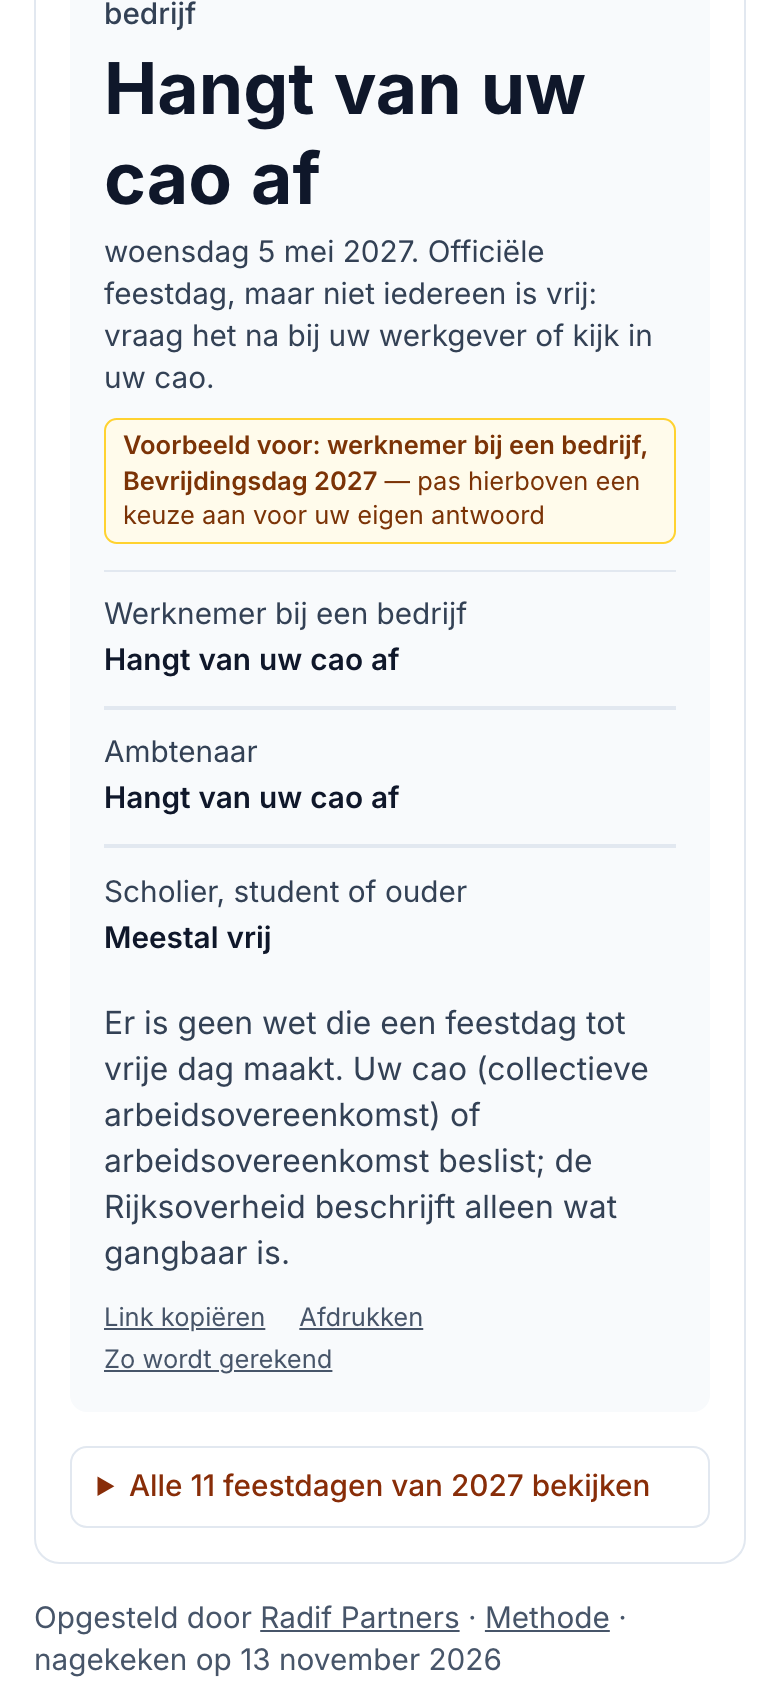 bedrijf
Hangt van uw
cao af
woensdag 5 mei 2027. Officiële
feestdag, maar niet iedereen is vrij:
vraag het na bij uw werkgever of kijk in
uw cao.
Voorbeeld voor: werknemer bij een bedrijf,
Bevrijdingsdag 2027 — pas hierboven een
keuze aan voor uw eigen antwoord
Werknemer bij een bedrijf
Hangt van uw cao af
Ambtenaar
Hangt van uw cao af
Scholier, student of ouder
Meestal vrij
Er is geen wet die een feestdag tot
vrije dag maakt. Uw cao (collectieve
arbeidsovereenkomst) of
arbeidsovereenkomst beslist; de
Rijksoverheid beschrijft alleen wat
gangbaar is.
Link kopiëren Afdrukken
Zo wordt gerekend
Alle 11 feestdagen van 2027 bekijken
Opgesteld door Radif Partners · Methode ·
nagekeken op 13 november 2026